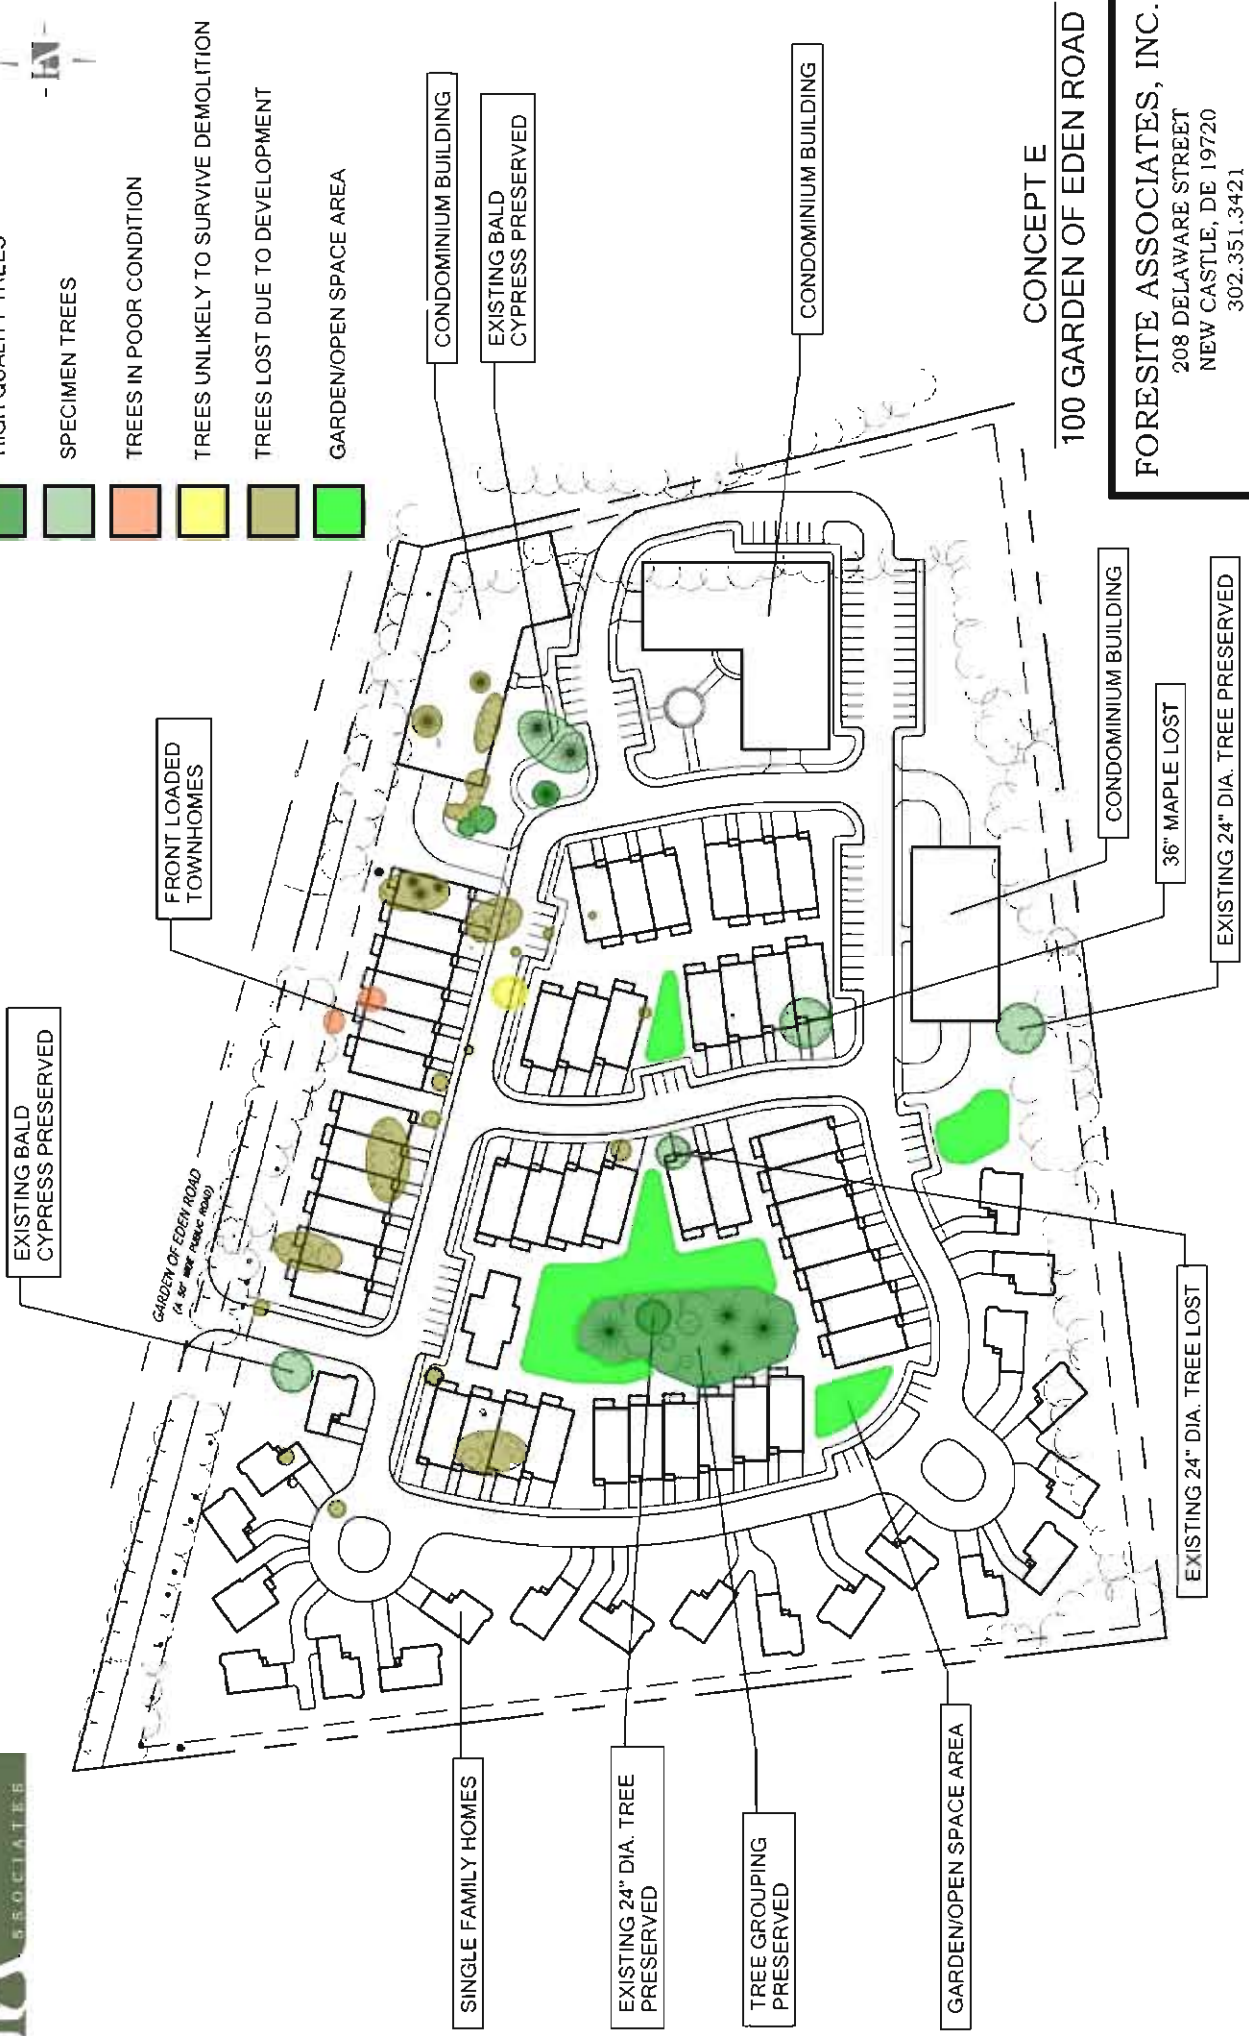 SSOCIATES
HIGH QUALITY TREES
SPECIMEN TREES
TREES IN POOR CONDITION
TREES UNLIKELY TO SURVIVE DEMOLITION
TREES LOST DUE TO DEVELOPMENT
GARDEN/OPEN SPACE AREA
EXISTING BALD
CYPRESS PRESERVED
FRONT LOADED
TOWNHOMES
CONDOMINIUM BUILDING
EXISTING BALD
CYPRESS PRESERVED
CONDOMINIUM BUILDING
GARDEN OF EDEN ROAD
(A 50' WIDE PUBLIC ROAD)
SINGLE FAMILY HOMES
EXISTING 24" DIA. TREE
PRESERVED
TREE GROUPING
PRESERVED
GARDEN/OPEN SPACE AREA
EXISTING 24" DIA. TREE LOST
CONDOMINIUM BUILDING
36" MAPLE LOST
EXISTING 24" DIA. TREE PRESERVED
CONCEPT E
100 GARDEN OF EDEN ROAD
FORESITE ASSOCIATES, INC.
208 DELAWARE STREET
NEW CASTLE, DE 19720
302.351.3421